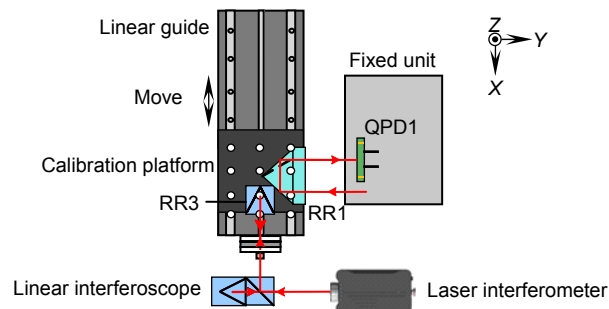 Linear guide
Z
Y
X
Fixed unit
Move
QPD1
Calibration platform
RR3
RR1
Linear interferoscope
Laser interferometer